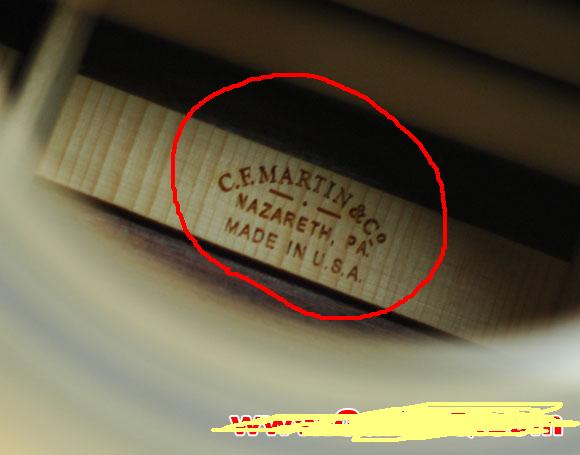 C.F. MARTIN & Co.
NAZARETH, PA.
MADE IN U.S.A.